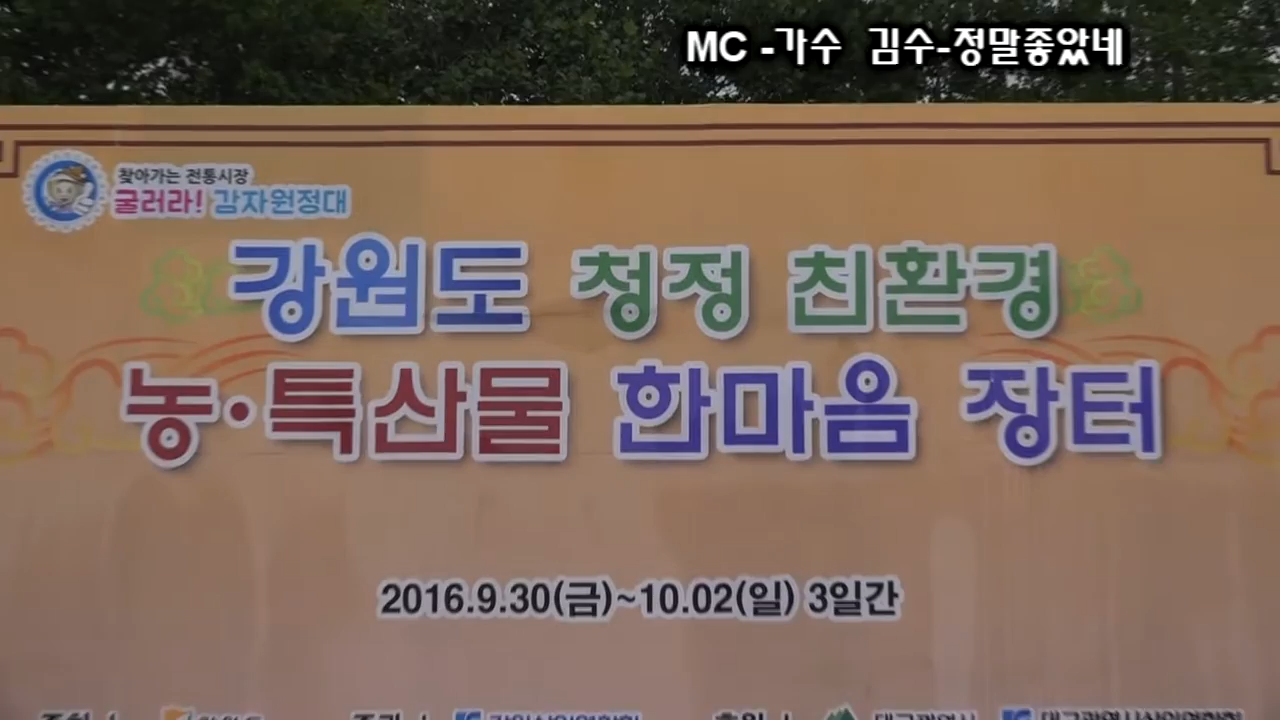 MC -가수 김수-정말좋았네
찾아가는 전통시장
굴러라! 감자원정대
강원도 청정 친환경
농·특산물 한마음 장터
2016.9.30(금)~10.02(일) 3일간